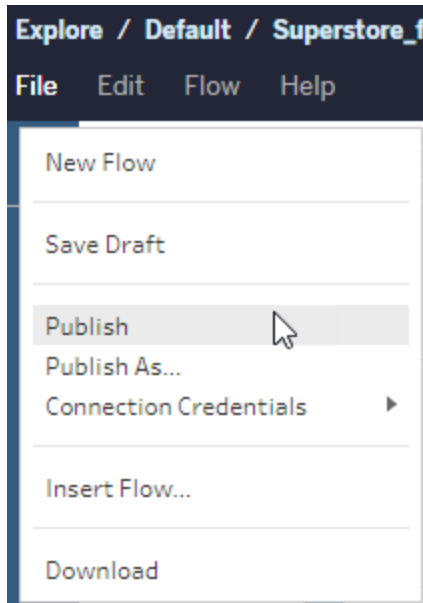 Explore / Default / Superstore_f
File Edit Flow Help
New Flow
Save Draft
Publish
Publish As...
Connection Credentials
Insert Flow...
Download